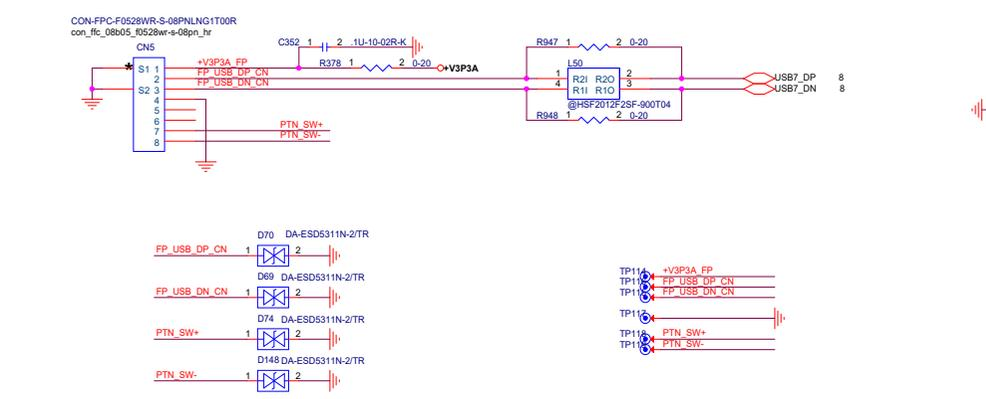 CON-FPC-F0528WR-S-08PNLNG1T00R
con_ffc_08b05_f0528wr-s-08pn_hr
CN5
C352 1 2 .1U-10-02R-K
R378 1 2 0-20 +V3P3A
* S1 1 +V3P3A_FP
2 FP_USB_DP_CN
S2 3 FP_USB_DN_CN
4
5
6
7 PTN_SW+
8 PTN_SW-
R947 1 2 0-20
L50
1 R2I R2O 2 USB7_DP 8
4 R1I R1O 3 USB7_DN 8
@HSF2012F2SF-900T04
R948 1 2 0-20
D70 DA-ESD5311N-2/TR
FP_USB_DP_CN 1 2
D69 DA-ESD5311N-2/TR
FP_USB_DN_CN 1 2
D74 DA-ESD5311N-2/TR
PTN_SW+ 1 2
D148 DA-ESD5311N-2/TR
PTN_SW- 1 2
TP114 +V3P3A_FP
FP_USB_DP_CN
FP_USB_DN_CN
TP117
TP118 PTN_SW+
PTN_SW-